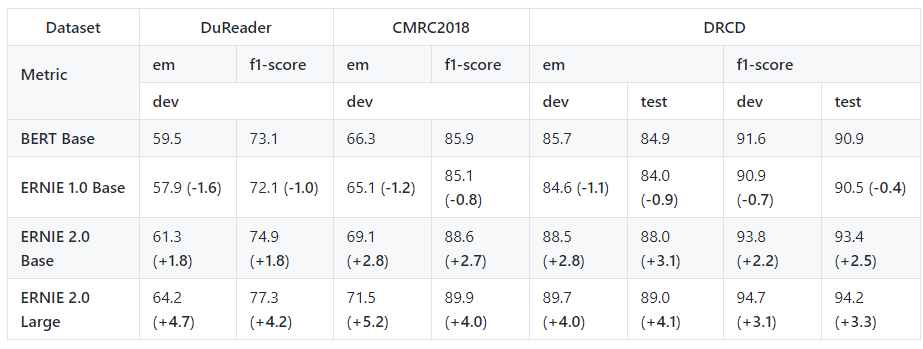 Dataset DuReader CMRC2018 DRCD
Metric em f1-score em f1-score em f1-score
dev dev dev test dev test
BERT Base 59.5 73.1 66.3 85.9 85.7 84.9 91.6 90.9
ERNIE 1.0 Base 57.9 (-1.6) 72.1 (-1.0) 65.1 (-1.2) 85.1 (-0.8) 84.6 (-1.1) 84.0 (-0.9) 90.9 (-0.7) 90.5 (-0.4)
ERNIE 2.0 Base 61.3 (+1.8) 74.9 (+1.8) 69.1 (+2.8) 88.6 (+2.7) 88.5 (+2.8) 88.0 (+3.1) 93.8 (+2.2) 93.4 (+2.5)
ERNIE 2.0 Large 64.2 (+4.7) 77.3 (+4.2) 71.5 (+5.2) 89.9 (+4.0) 89.7 (+4.0) 89.0 (+4.1) 94.7 (+3.1) 94.2 (+3.3)